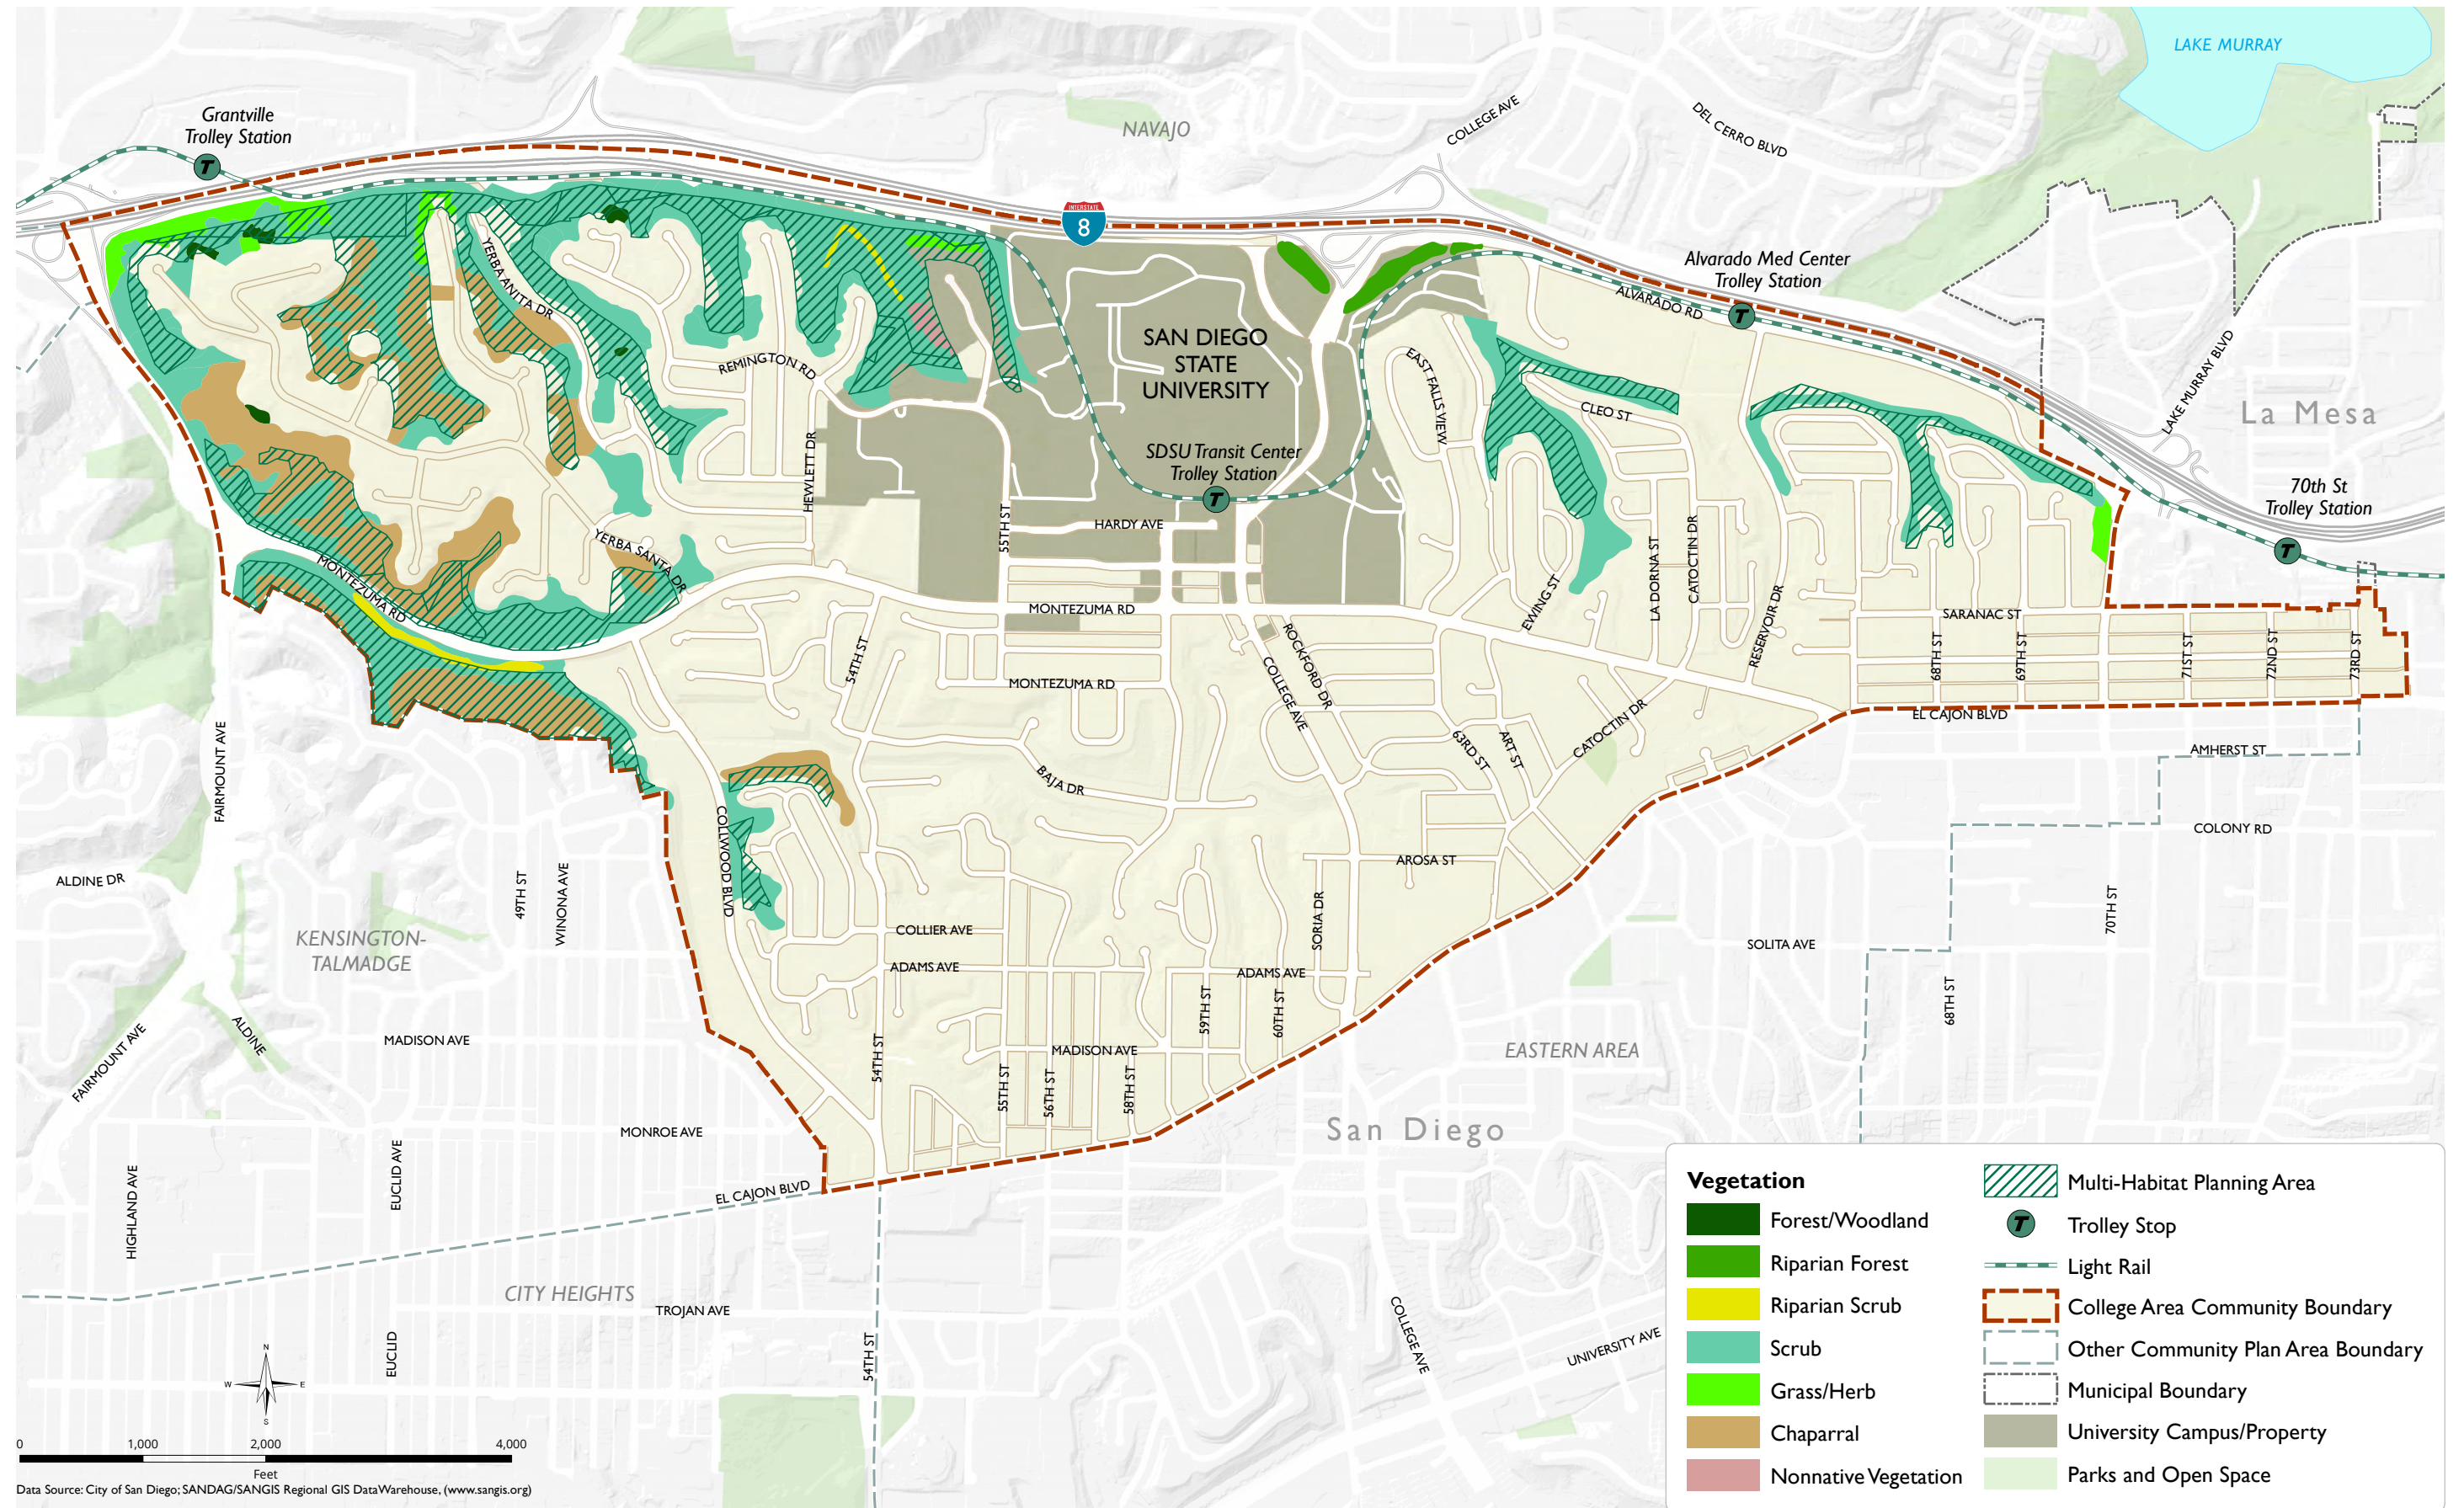 LAKE MURRAY
Grantville
Trolley Station
NAVAJO
COLLEGE AVE
DEL CERRO BLVD
INTERSTATE
8
Alvarado Med Center
Trolley Station
ALVARADO RD
LAKE MURRAY BLVD
La Mesa
YERBA ANITA DR
REMINGTON RD
SAN DIEGO
STATE
UNIVERSITY
EAST FALLS VIEW
CLEO ST
HEWLETT DR
SDSU Transit Center
Trolley Station
70th St
Trolley Station
55TH ST
HARDY AVE
YERBA SANTA DR
MONTEZUMA RD
MONTEZUMA RD
EWING ST
LA DORNA ST
CATOCTIN DR
RESERVOIR DR
SARANAC ST
68TH ST
69TH ST
71ST ST
72ND ST
73RD ST
54TH ST
MONTEZUMA RD
ROCKFORD DR
COLLEGE AVE
CATOCTIN DR
63RD ST
ART ST
EL CAJON BLVD
AMHERST ST
FAIRMOUNT AVE
BAJA DR
COLLWOOD BLVD
COLONY RD
ALDINE DR
49TH ST
WINONA AVE
AROSA ST
SORIA DR
70TH ST
KENSINGTON-
TALMADGE
COLLIER AVE
ADAMS AVE
ADAMS AVE
SOLITA AVE
59TH ST
60TH ST
68TH ST
FAIRMOUNT AVE
ALDINE
MADISON AVE
54TH ST
MADISON AVE
EASTERN AREA
55TH ST
56TH ST
58TH ST
San Diego
MONROE AVE
HIGHLAND AVE
EUCLID AVE
EL CAJON BLVD
CITY HEIGHTS
TROJAN AVE
EUCLID
54TH ST
COLLEGE AVE
UNIVERSITY AVE
N
W
E
S
0
1,000
2,000
4,000
Feet
Data Source: City of San Diego; SANDAG/SANGIS Regional GIS Data Warehouse, (www.sangis.org)
Vegetation
Forest/Woodland
Riparian Forest
Riparian Scrub
Scrub
Grass/Herb
Chaparral
Nonnative Vegetation
Multi-Habitat Planning Area
Trolley Stop
Light Rail
College Area Community Boundary
Other Community Plan Area Boundary
Municipal Boundary
University Campus/Property
Parks and Open Space
T
T
T
T
T